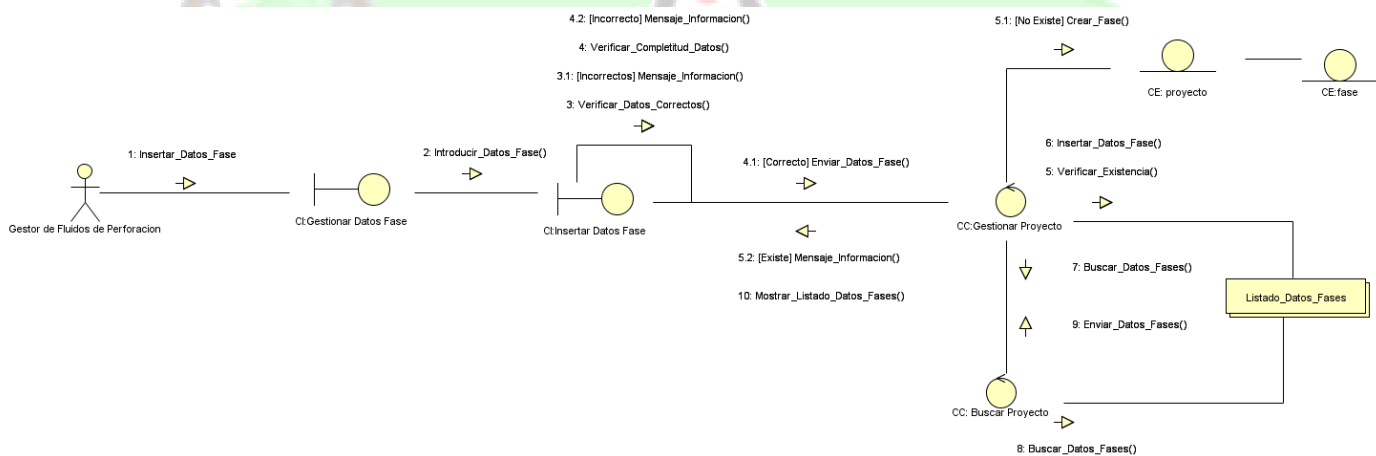 4.2: [Incorrecto] Mensaje_Informacion()
4: Verificar_Completitud_Datos()
3.1: [Incorrectos] Mensaje_Informacion()
3: Verificar_Datos_Correctos()
5.1: [No Existe] Crear_Fase()
CE: proyecto
CE:fase
1: Insertar_Datos_Fase
2: Introducir_Datos_Fase()
4.1: [Correcto] Enviar_Datos_Fase()
6: Insertar_Datos_Fase()
5: Verificar_Existencia()
Gestor de Fluidos de Perforacion
CI:Gestionar Datos Fase
CI:Insertar Datos Fase
CC:Gestionar Proyecto
5.2: [Existe] Mensaje_Informacion()
10: Mostrar_Listado_Datos_Fases()
7: Buscar_Datos_Fases()
9: Enviar_Datos_Fases()
Listado_Datos_Fases
CC: Buscar Proyecto
8: Buscar_Datos_Fases()